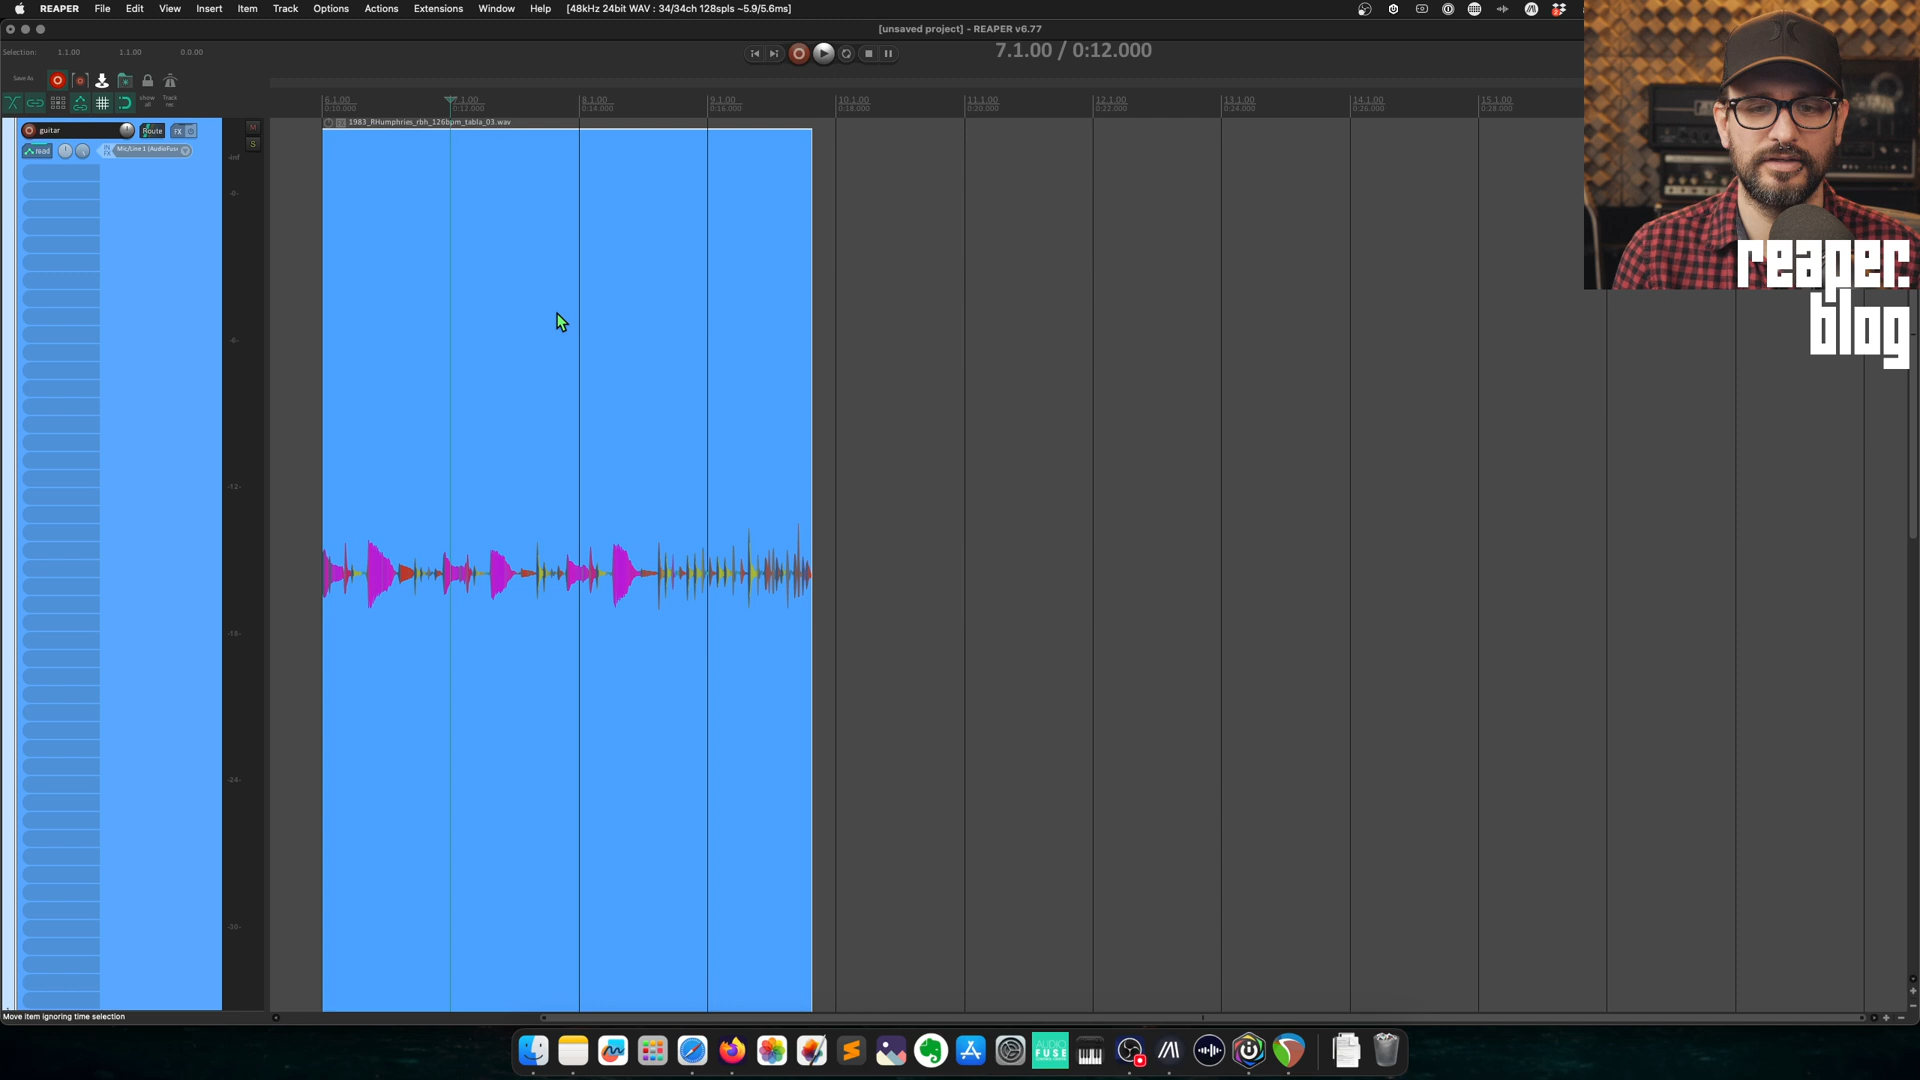 REAPER File Edit View Insert Item Track Options Actions Extensions Window Help [48kHz 24bit WAV : 34/34ch 128spls ~5.9/5.6ms]
[unsaved project] - REAPER v6.77
Selection: 1.1.00 1.1.00 0.0.00
7.1.00 / 0:12.000
Save As
show all
Track rec
6.1.00 7.1.00 8.1.00 9.1.00 10.1.00 11.1.00 12.1.00 13.1.00 14.1.00 15.1.00
0:10.000 0:12.000 0:14.000 0:16.000 0:18.000 0:20.000 0:22.000 0:24.000 0:26.000 0:28.000
1983_RHumphries_rbh_126bpm_tabla_03.wav
guitar Route FX M
read IN FX Mic/Line 1 (AudioFus S
-inf
-0-
-6-
-12-
-18-
-24-
-30-
Move item ignoring time selection
reaper.
blog
AUDIO
FUSE